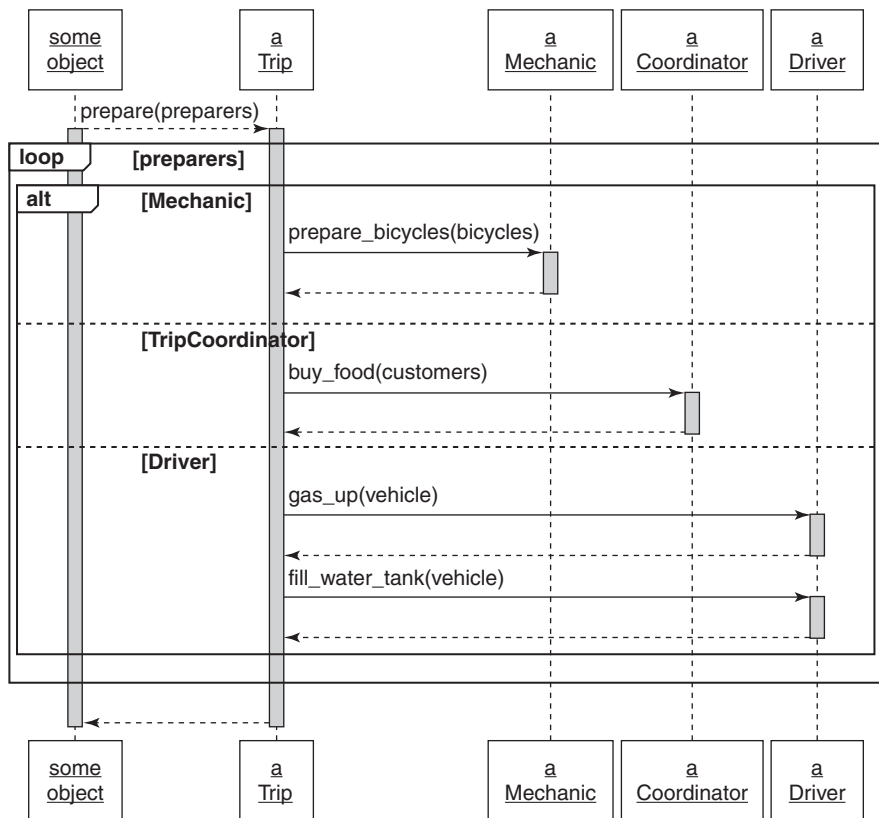 some
object
a
Trip
a
Mechanic
a
Coordinator
a
Driver
prepare(preparers)
loop
[preparers]
alt
[Mechanic]
prepare_bicycles(bicycles)
[TripCoordinator]
buy_food(customers)
[Driver]
gas_up(vehicle)
fill_water_tank(vehicle)
some
object
a
Trip
a
Mechanic
a
Coordinator
a
Driver